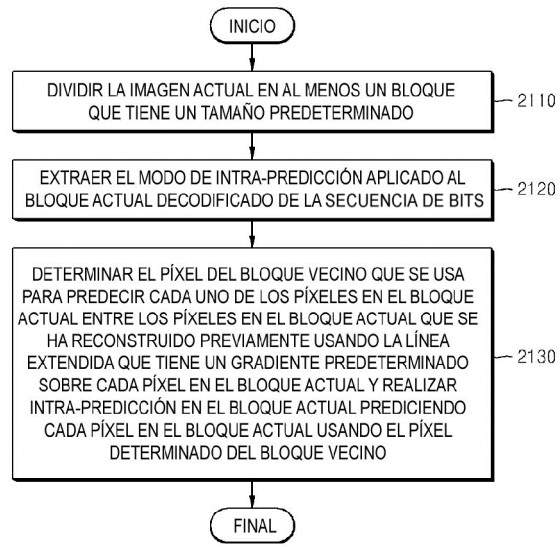 INICIO
DIVIDIR LA IMAGEN ACTUAL EN AL MENOS UN BLOQUE
QUE TIENE UN TAMAÑO PREDETERMINADO
2110
EXTRAER EL MODO DE INTRA-PREDICCIÓN APLICADO AL
BLOQUE ACTUAL DECODIFICADO DE LA SECUENCIA DE BITS
2120
DETERMINAR EL PÍXEL DEL BLOQUE VECINO QUE SE USA
PARA PREDECIR CADA UNO DE LOS PÍXELES EN EL BLOQUE
ACTUAL ENTRE LOS PÍXELES EN EL BLOQUE ACTUAL QUE SE
HA RECONSTRUIDO PREVIAMENTE USANDO LA LÍNEA
EXTENDIDA QUE TIENE UN GRADIENTE PREDETERMINADO
SOBRE CADA PÍXEL EN EL BLOQUE ACTUAL Y REALIZAR
INTRA-PREDICCIÓN EN EL BLOQUE ACTUAL PREDICIENDO
CADA PÍXEL EN EL BLOQUE ACTUAL USANDO EL PÍXEL
DETERMINADO DEL BLOQUE VECINO
2130
FINAL